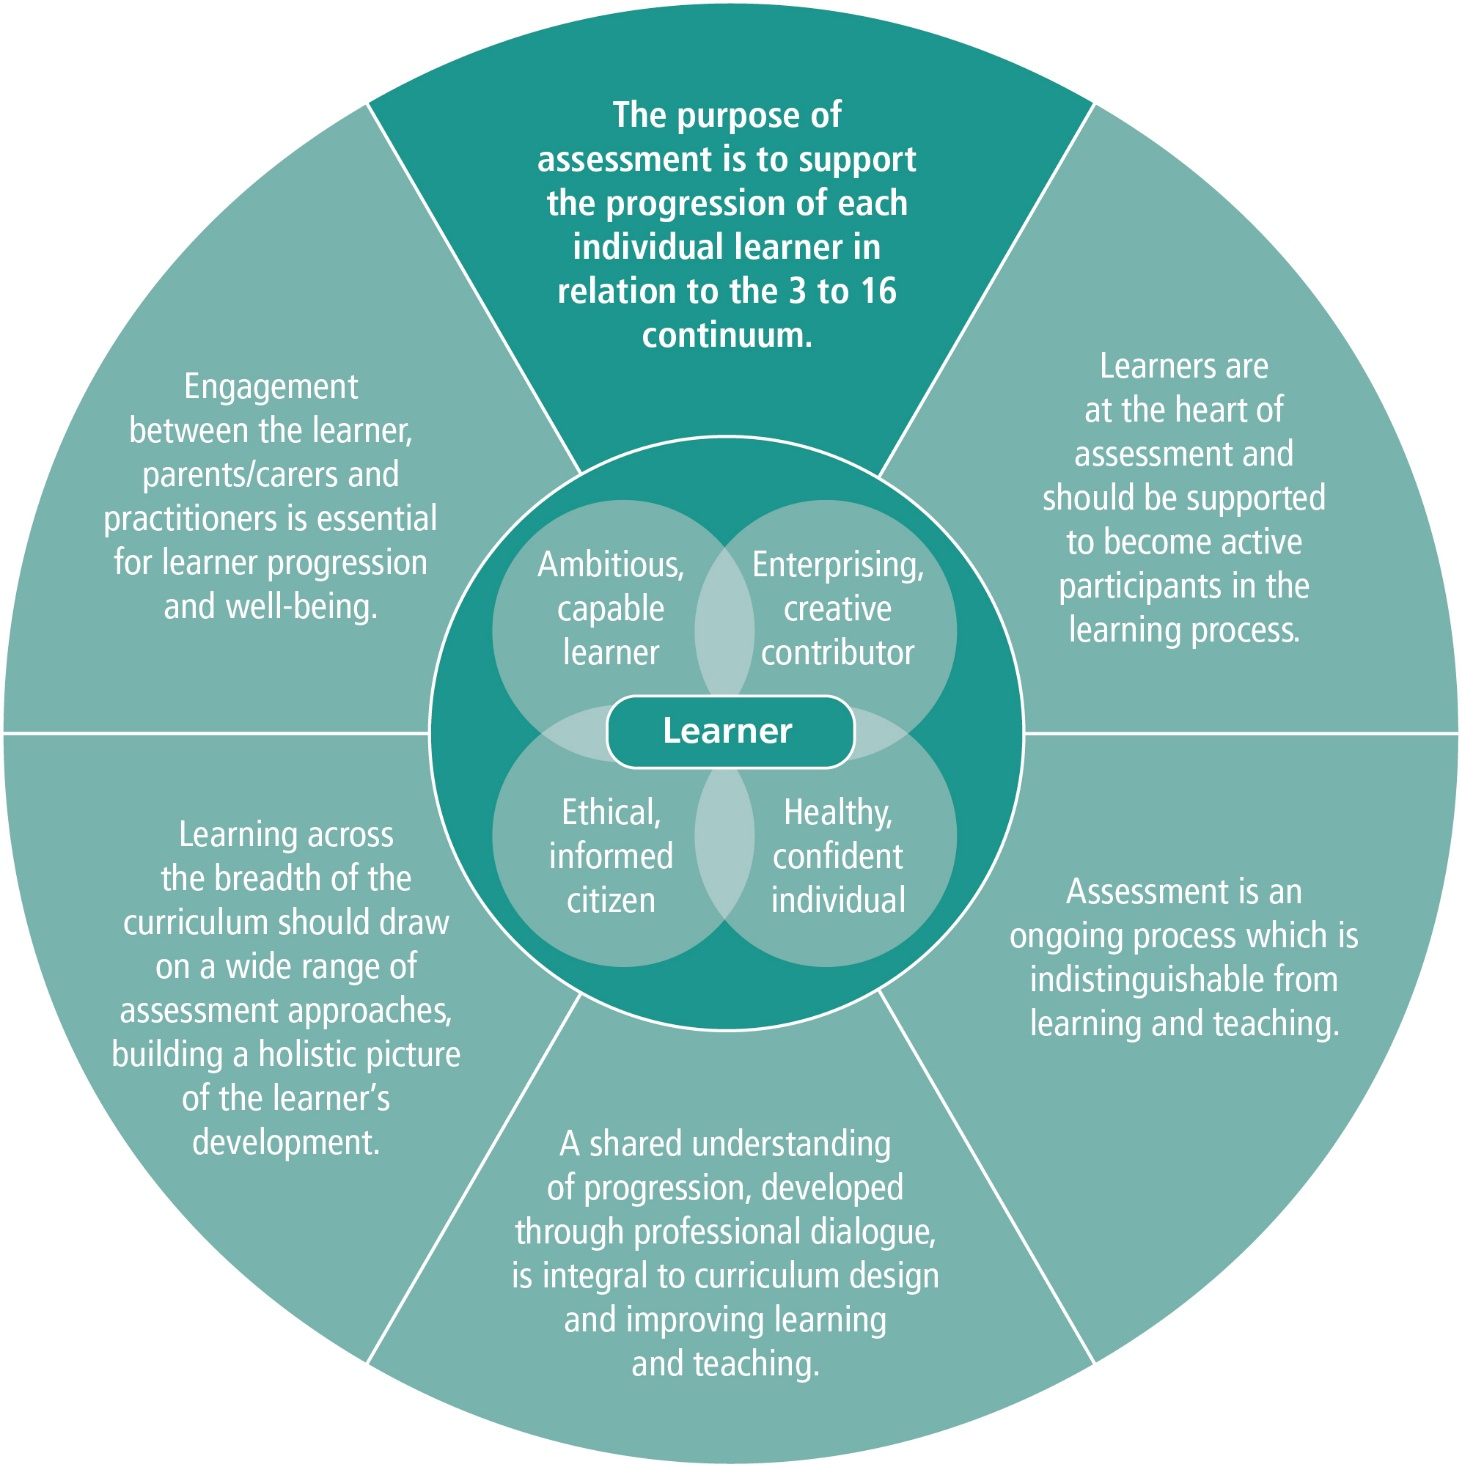 The purpose of
assessment is to support
the progression of each
individual learner in
relation to the 3 to 16
continuum.
Learners are
at the heart of
assessment and
should be supported
to become active
participants in the
learning process.
Assessment is an
ongoing process which is
indistinguishable from
learning and teaching.
A shared understanding
of progression, developed
through professional dialogue,
is integral to curriculum design
and improving learning
and teaching.
Learning across
the breadth of the
curriculum should draw
on a wide range of
assessment approaches,
building a holistic picture
of the learner’s
development.
Engagement
between the learner,
parents/carers and
practitioners is essential
for learner progression
and well-being.
Ambitious,
capable
learner
Enterprising,
creative
contributor
Learner
Ethical,
informed
citizen
Healthy,
confident
individual